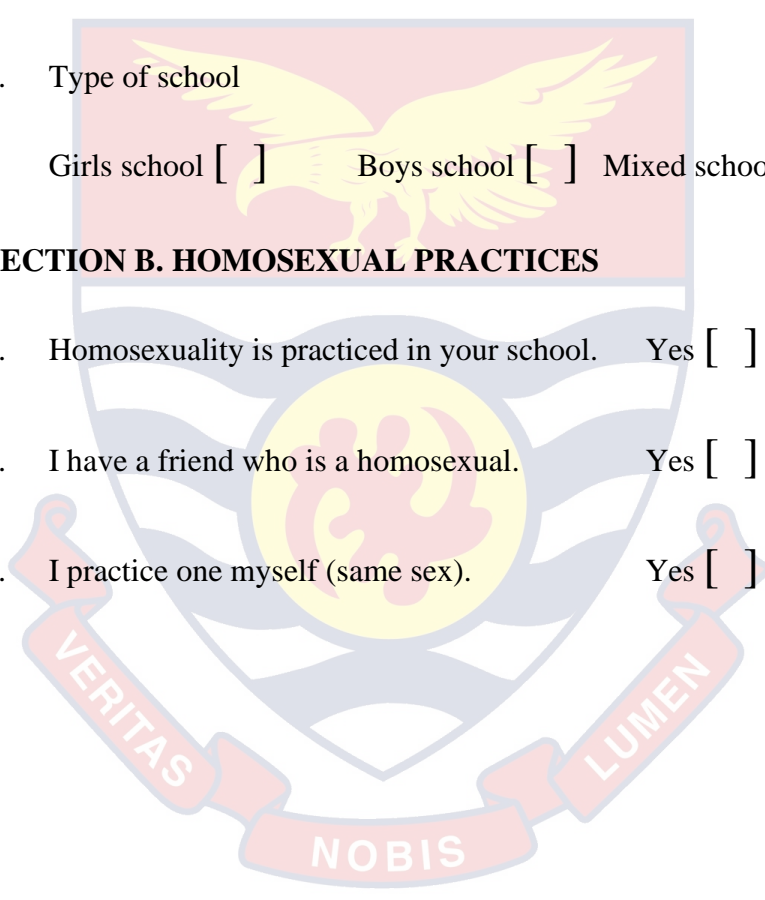 . Type of school
Girls school [ ] Boys school [ ] Mixed schoo
ECTION B. HOMOSEXUAL PRACTICES
. Homosexuality is practiced in your school. Yes [ ]
. I have a friend who is a homosexual. Yes [ ]
. I practice one myself (same sex). Yes [ ]
VERITAS
NOBIS
LUMEN